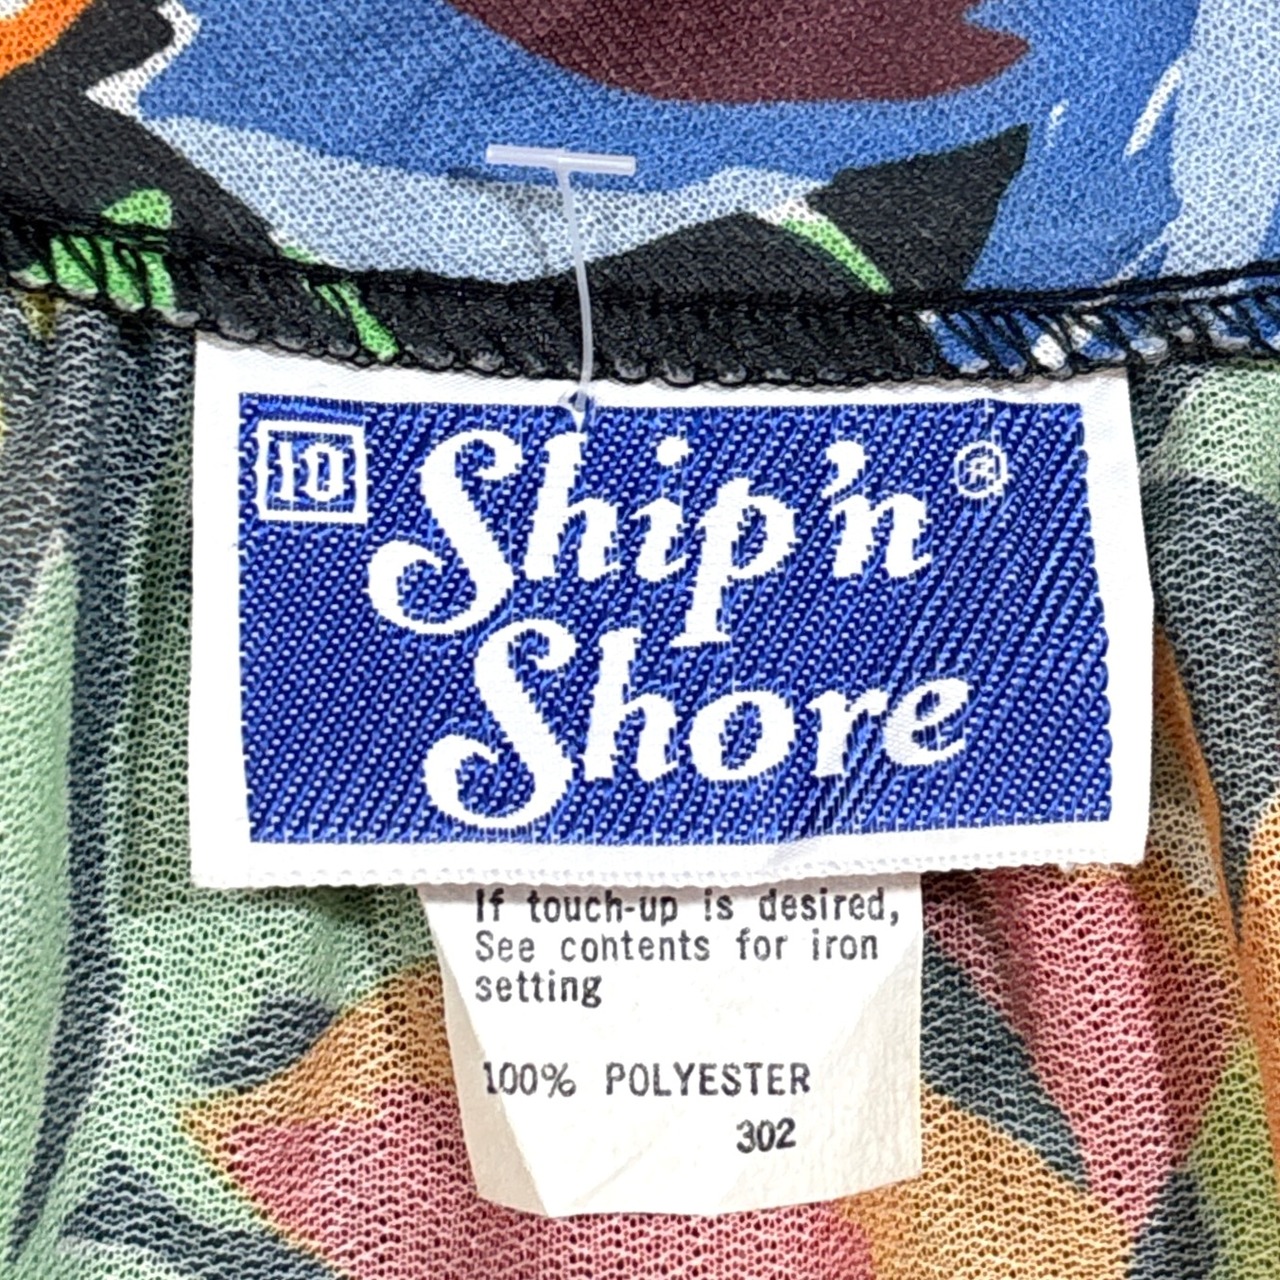 10
Ship'n ®
Shore
If touch-up is desired,
See contents for iron
setting
100% POLYESTER
302